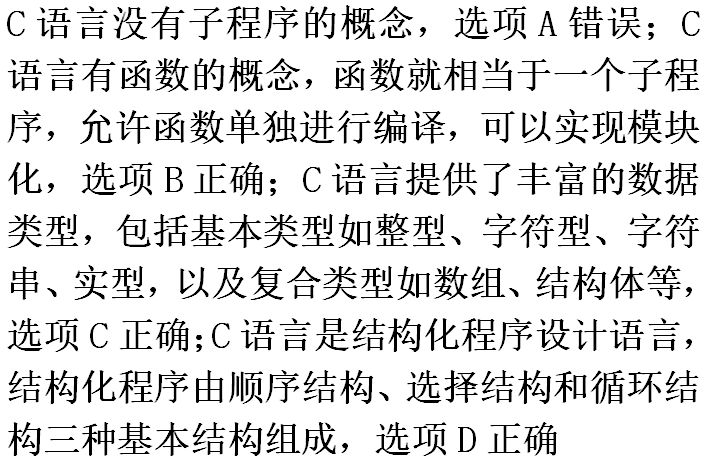 C 语言没有子程序的概念，选项 A 错误；C
语言有函数的概念，函数就相当于一个子程
序，允许函数单独进行编译，可以实现模块
化，选项 B 正确；C 语言提供了丰富的数据
类型，包括基本类型如整型、字符型、字符
串、实型，以及复合类型如数组、结构体等，
选项 C 正确;C 语言是结构化程序设计语言，
结构化程序由顺序结构、选择结构和循环结
构三种基本结构组成，选项 D 正确